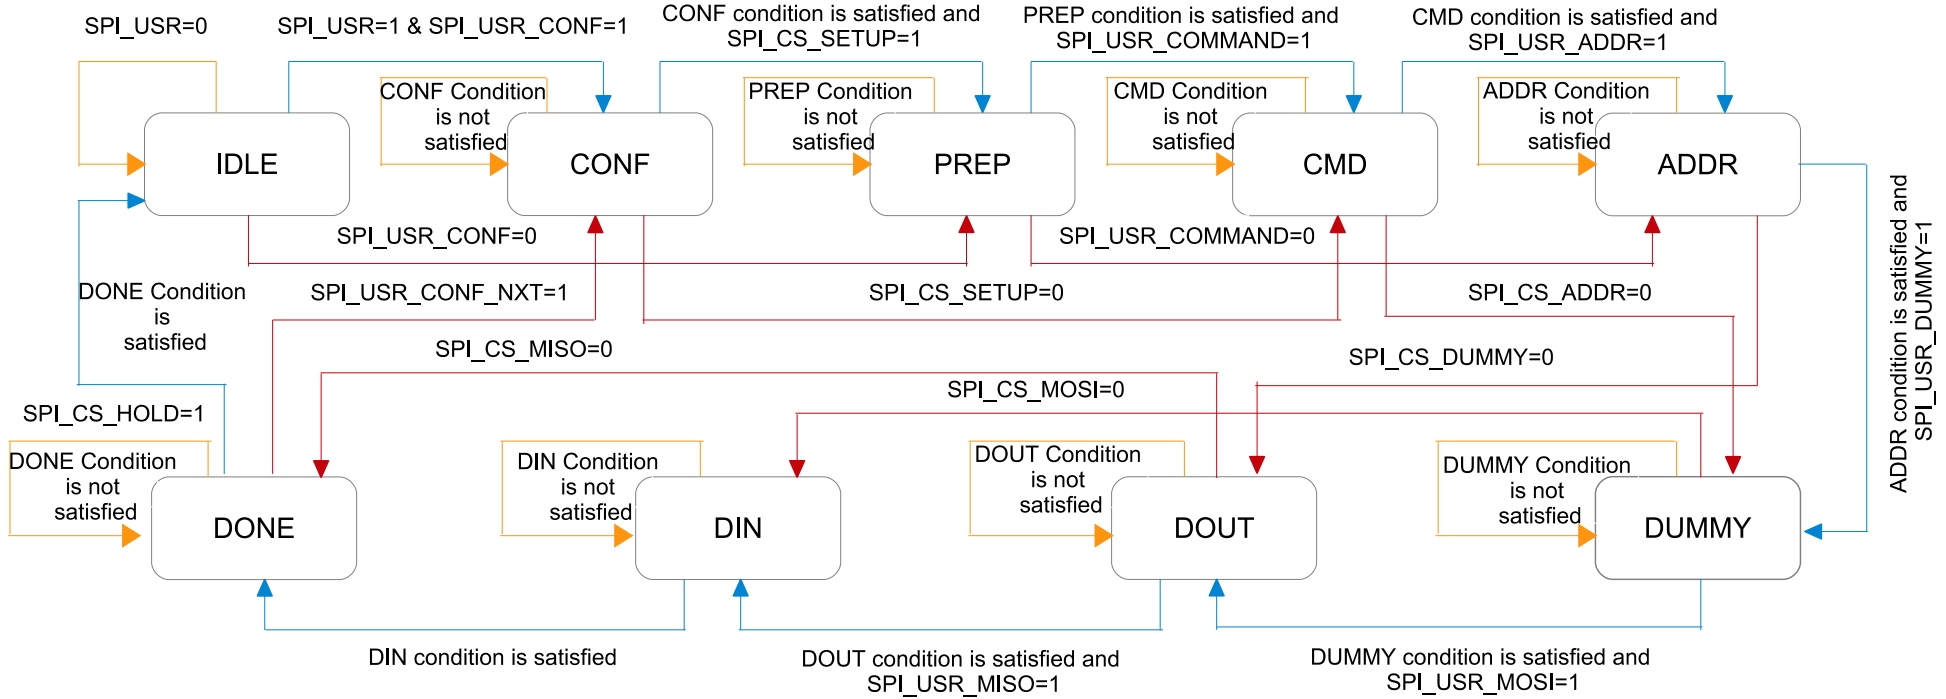 SPI_USR=0
SPI_USR=1 & SPI_USR_CONF=1
CONF condition is satisfied and
SPI_CS_SETUP=1
PREP condition is satisfied and
SPI_USR_COMMAND=1
CMD condition is satisfied and
SPI_USR_ADDR=1
CONF Condition
is not
satisfied
PREP Condition
is not
satisfied
CMD Condition
is not
satisfied
ADDR Condition
is not
satisfied
IDLE
CONF
PREP
CMD
ADDR
ADDR condition is satisfied and
SPI_USR_DUMMY=1
SPI_USR_CONF=0
SPI_USR_COMMAND=0
DONE Condition
is
satisfied
SPI_USR_CONF_NXT=1
SPI_CS_SETUP=0
SPI_CS_ADDR=0
SPI_CS_MISO=0
SPI_CS_DUMMY=0
SPI_CS_MOSI=0
SPI_CS_HOLD=1
DONE Condition
is not
satisfied
DIN Condition
is not
satisfied
DOUT Condition
is not
satisfied
DUMMY Condition
is not
satisfied
DONE
DIN
DOUT
DUMMY
DIN condition is satisfied
DOUT condition is satisfied and
SPI_USR_MISO=1
DUMMY condition is satisfied and
SPI_USR_MOSI=1